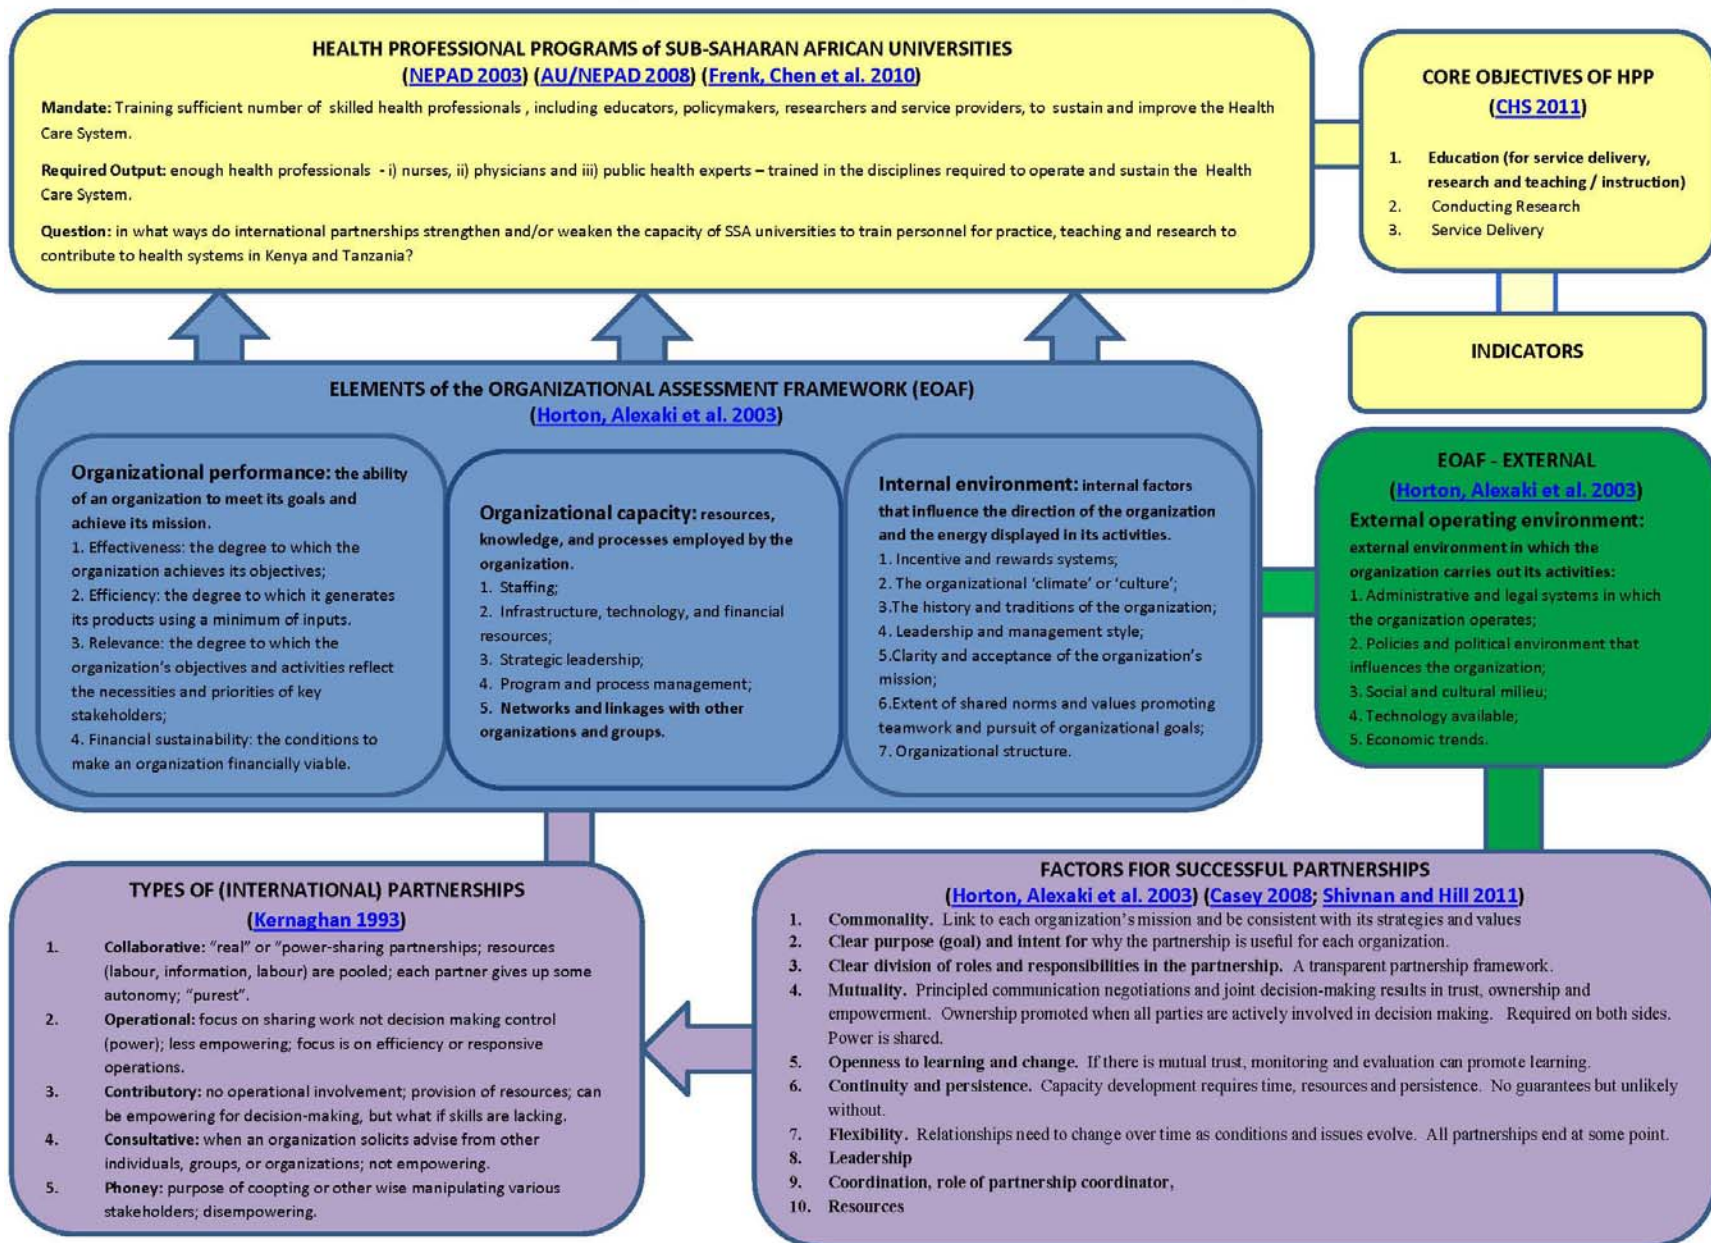 HEALTH PROFESSIONAL PROGRAMS of SUB-SAHARAN AFRICAN UNIVERSITIES
(NEPAD 2003) (AU/NEPAD 2008) (Frenk, Chen et al. 2010)
Mandate: Training sufficient number of skilled health professionals , including educators, policymakers, researchers and service providers, to sustain and improve the Health
Care System.
Required Output: enough health professionals - i) nurses, ii) physicians and iii) public health experts – trained in the disciplines required to operate and sustain the Health
Care System.
Question: in what ways do international partnerships strengthen and/or weaken the capacity of SSA universities to train personnel for practice, teaching and research to
contribute to health systems in Kenya and Tanzania?
CORE OBJECTIVES OF HPP
(CHS 2011)
1. Education (for service delivery,
research and teaching / instruction)
2. Conducting Research
3. Service Delivery
INDICATORS
ELEMENTS of the ORGANIZATIONAL ASSESSMENT FRAMEWORK (EOAF)
(Horton, Alexaki et al. 2003)
Organizational performance: the ability
of an organization to meet its goals and
achieve its mission.
1. Effectiveness: the degree to which the
organization achieves its objectives;
2. Efficiency: the degree to which it generates
its products using a minimum of inputs.
3. Relevance: the degree to which the
organization's objectives and activities reflect
the necessities and priorities of key
stakeholders;
4. Financial sustainability: the conditions to
make an organization financially viable.
Organizational capacity: resources,
knowledge, and processes employed by the
organization.
1. Staffing;
2. Infrastructure, technology, and financial
resources;
3. Strategic leadership;
4. Program and process management;
5. Networks and linkages with other
organizations and groups.
Internal environment: internal factors
that influence the direction of the organization
and the energy displayed in its activities.
1. Incentive and rewards systems;
2. The organizational ‘climate’ or ‘culture’;
3.The history and traditions of the organization;
4. Leadership and management style;
5.Clarity and acceptance of the organization's
mission;
6.Extent of shared norms and values promoting
teamwork and pursuit of organizational goals;
7. Organizational structure.
EOAF - EXTERNAL
(Horton, Alexaki et al. 2003)
External operating environment:
external environment in which the
organization carries out its activities:
1. Administrative and legal systems in which
the organization operates;
2. Policies and political environment that
influences the organization;
3. Social and cultural milieu;
4. Technology available;
5. Economic trends.
TYPES OF (INTERNATIONAL) PARTNERSHIPS
(Kernaghan 1993)
1. Collaborative: “real” or “power-sharing partnerships; resources
(labour, information, labour) are pooled; each partner gives up some
autonomy; “purest”.
2. Operational: focus on sharing work not decision making control
(power); less empowering; focus is on efficiency or responsive
operations.
3. Contributory: no operational involvement; provision of resources; can
be empowering for decision-making, but what if skills are lacking.
4. Consultative: when an organization solicits advise from other
individuals, groups, or organizations; not empowering.
5. Phoney: purpose of coopting or other wise manipulating various
stakeholders; disempowering.
FACTORS FIOR SUCCESSFUL PARTNERSHIPS
(Horton, Alexaki et al. 2003) (Casey 2008; Shivnan and Hill 2011)
1. Commonality. Link to each organization's mission and be consistent with its strategies and values
2. Clear purpose (goal) and intent for why the partnership is useful for each organization.
3. Clear division of roles and responsibilities in the partnership. A transparent partnership framework.
4. Mutuality. Principled communication negotiations and joint decision-making results in trust, ownership and
empowerment. Ownership promoted when all parties are actively involved in decision making. Required on both sides.
Power is shared.
5. Openness to learning and change. If there is mutual trust, monitoring and evaluation can promote learning.
6. Continuity and persistence. Capacity development requires time, resources and persistence. No guarantees but unlikely
without.
7. Flexibility. Relationships need to change over time as conditions and issues evolve. All partnerships end at some point.
8. Leadership
9. Coordination, role of partnership coordinator,
10. Resources